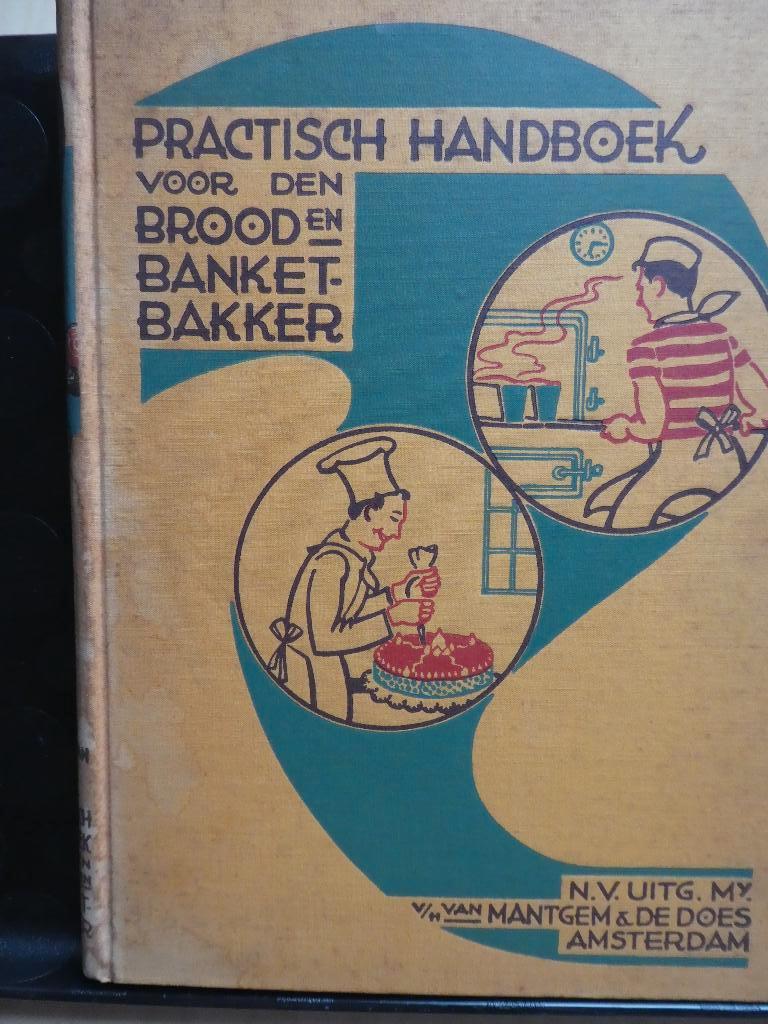 PRACTISCH HANDBOEK
VOOR DEN
BROOD EN
BANKET-
BAKKER
N.V. UITG. MY.
V/H VAN MANTGEM & DE DOES
AMSTERDAM